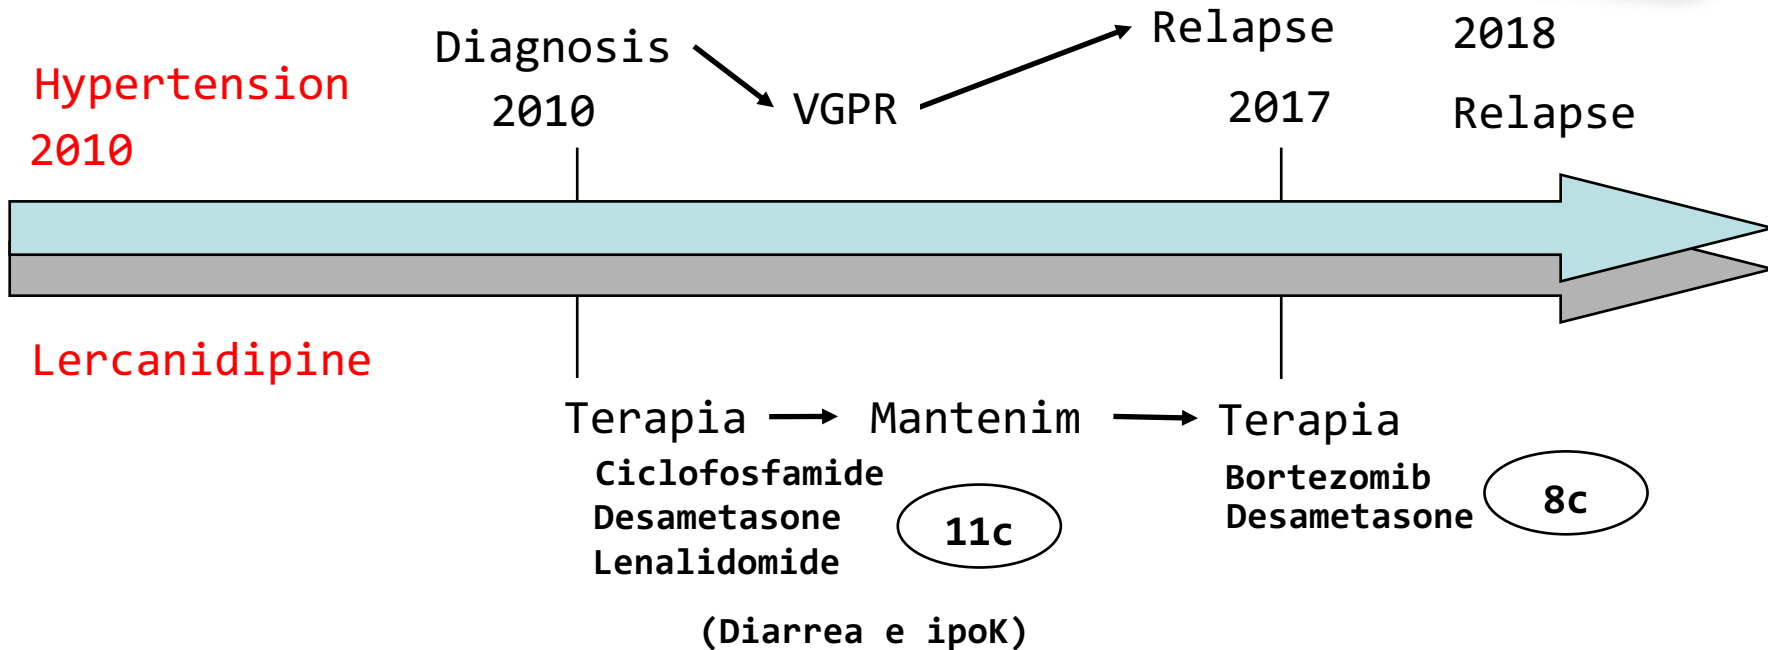 Hypertension
2010
Diagnosis
2010
VGPR
Relapse
2017
2018
Relapse
Lercanidipine
Terapia
Mantenim
Terapia
Ciclofosfamide
Desametasone
Lenalidomide
11c
Bortezomib
Desametasone
8c
(Diarrea e ipoK)